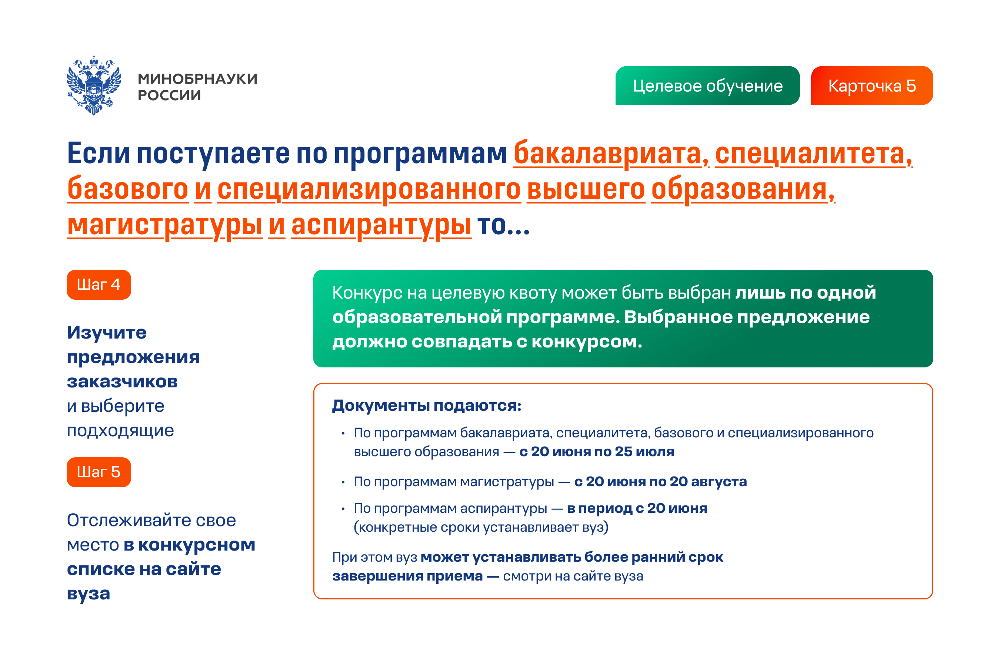 МИНОБРНАУКИ
РОССИИ
Целевое обучение
Карточка 5
Если поступаете по программам бакалавриата, специалитета,
базового и специализированного высшего образования,
магистратуры и аспирантуры то...
Шаг 4
Изучите
предложения
заказчиков
и выберите
подходящие
Шаг 5
Отслеживайте свое
место в конкурсном
списке на сайте
вуза
Конкурс на целевую квоту может быть выбран лишь по одной
образовательной программе. Выбранное предложение
должно совпадать с конкурсом.
Документы подаются:
• По программам бакалавриата, специалитета, базового и специализированного
высшего образования — с 20 июня по 25 июля
• По программам магистратуры — с 20 июня по 20 августа
• По программам аспирантуры — в период с 20 июня
(конкретные сроки устанавливает вуз)
При этом вуз может устанавливать более ранний срок
завершения приема — смотри на сайте вуза